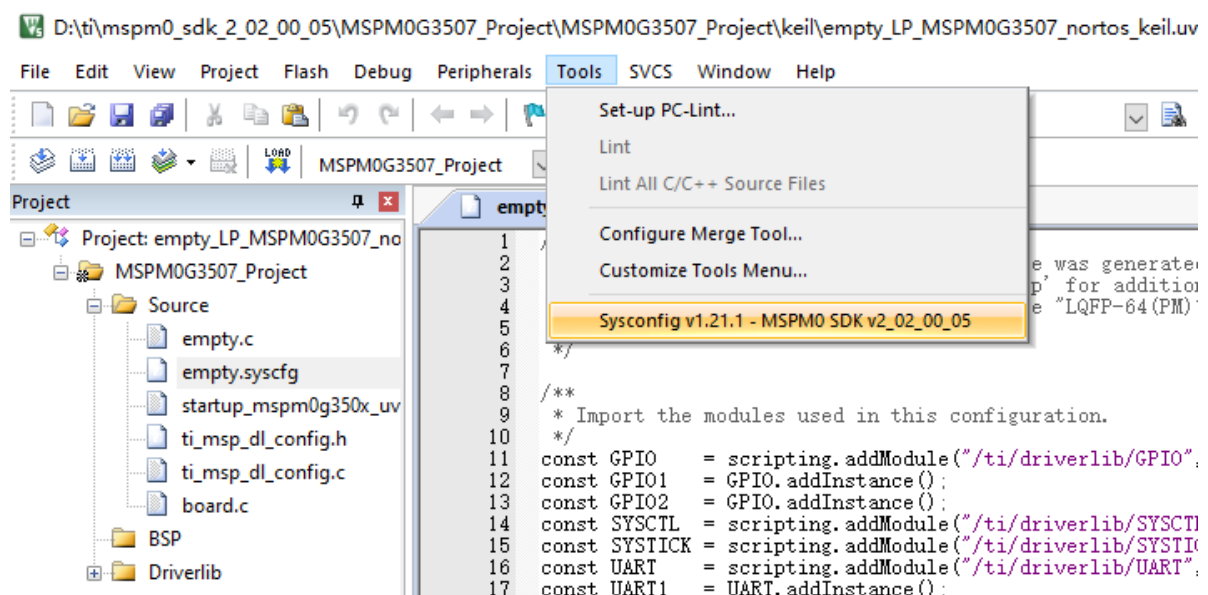 D:\ti\mspm0_sdk_2_02_00_05\MSPM0G3507_Project\MSPM0G3507_Project\keil\empty_LP_MSPM0G3507_nortos_keil.uv
File Edit View Project Flash Debug Peripherals Tools SVCS Window Help
Set-up PC-Lint...
Lint
Lint All C/C++ Source Files
Configure Merge Tool...
Customize Tools Menu...
Sysconfig v1.21.1 - MSPM0 SDK v2_02_00_05
LOAD
MSPM0G3507_Project
Project
Project: empty_LP_MSPM0G3507_no
MSPM0G3507_Project
Source
empty.c
empty.syscfg
startup_mspm0g350x_uv
ti_msp_dl_config.h
ti_msp_dl_config.c
board.c
BSP
Driverlib
empty
1 /
2 e was generate
3 p' for addition
4 e "LQFP-64(PM)'
5
6 */
7
8 /**
9 * Import the modules used in this configuration.
10 */
11 const GPIO = scripting.addModule("/ti/driverlib/GPIO",
12 const GPIO1 = GPIO.addInstance();
13 const GPIO2 = GPIO.addInstance();
14 const SYSCTL = scripting.addModule("/ti/driverlib/SYSCTL
15 const SYSTICK = scripting.addModule("/ti/driverlib/SYSTIC
16 const UART = scripting.addModule("/ti/driverlib/UART",
17 const UART1 = UART.addInstance();